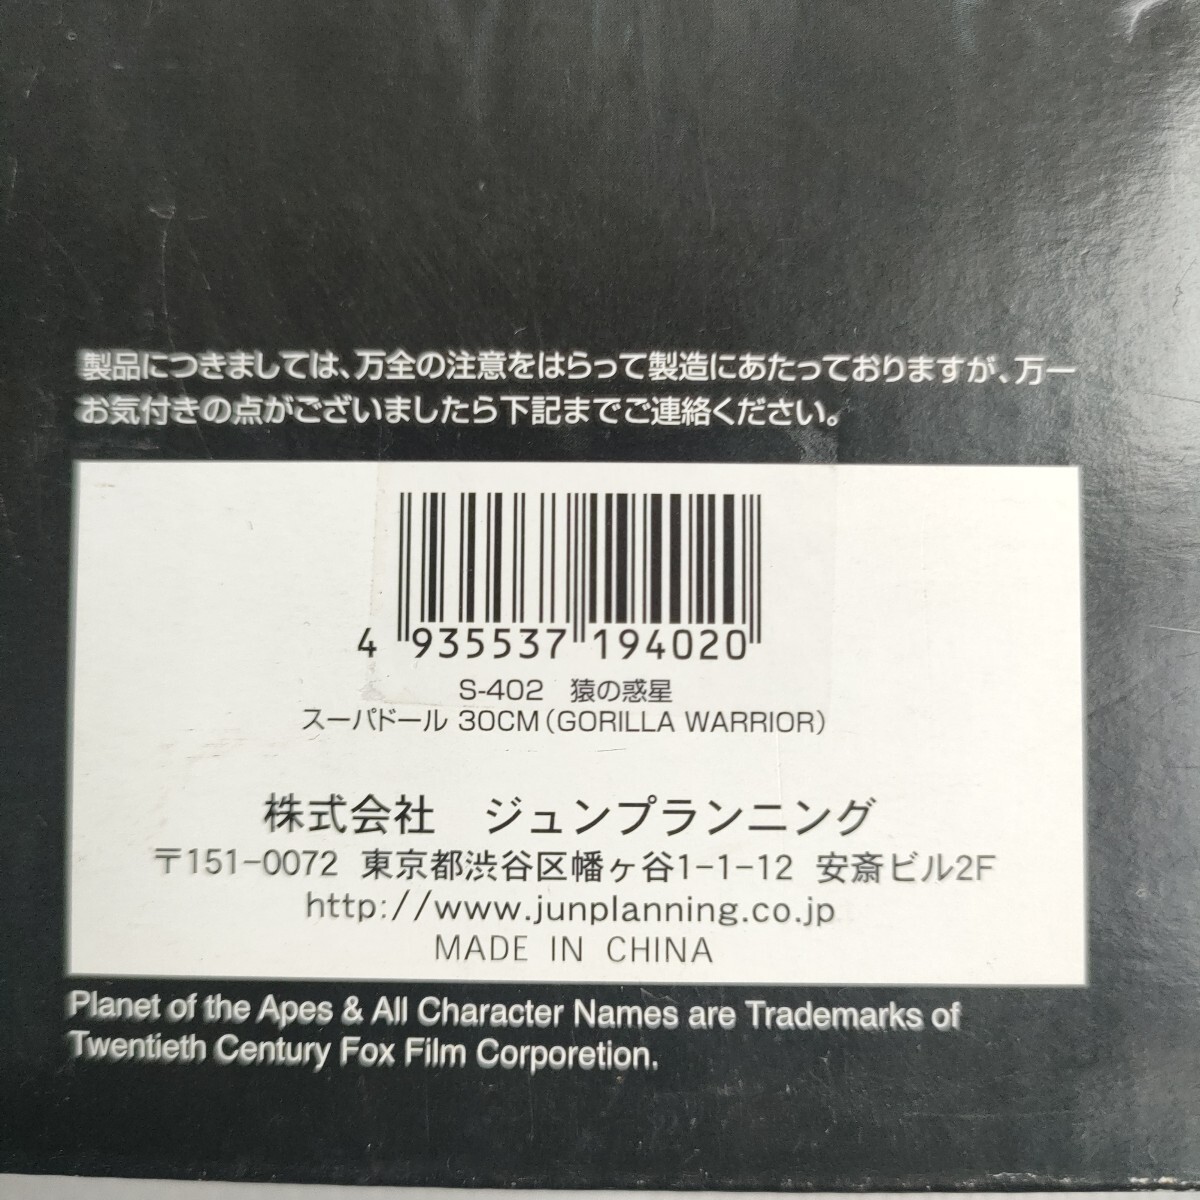 製品につきましては、万全の注意をはらって製造にあたっておりますが、万一
お気付きの点がございましたら下記までご連絡ください。
4 935537 194020
S-402　猿の惑星
スーパドール 30CM（GORILLA WARRIOR）
株式会社　ジュンプランニング
〒151-0072 東京都渋谷区幡ヶ谷1-1-12 安斎ビル2F
http://www.junplanning.co.jp
MADE IN CHINA
Planet of the Apes & All Character Names are Trademarks of
Twentieth Century Fox Film Corporetion.